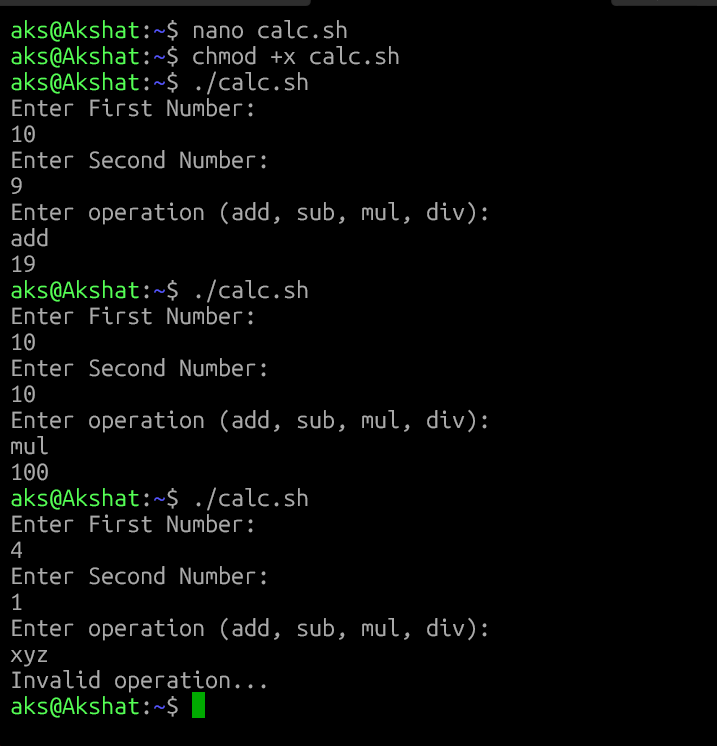 aks@Akshat:~$ nano calc.sh
aks@Akshat:~$ chmod +x calc.sh
aks@Akshat:~$ ./calc.sh
Enter First Number:
10
Enter Second Number:
9
Enter operation (add, sub, mul, div):
add
19
aks@Akshat:~$ ./calc.sh
Enter First Number:
10
Enter Second Number:
10
Enter operation (add, sub, mul, div):
mul
100
aks@Akshat:~$ ./calc.sh
Enter First Number:
4
Enter Second Number:
1
Enter operation (add, sub, mul, div):
xyz
Invalid operation...
aks@Akshat:~$